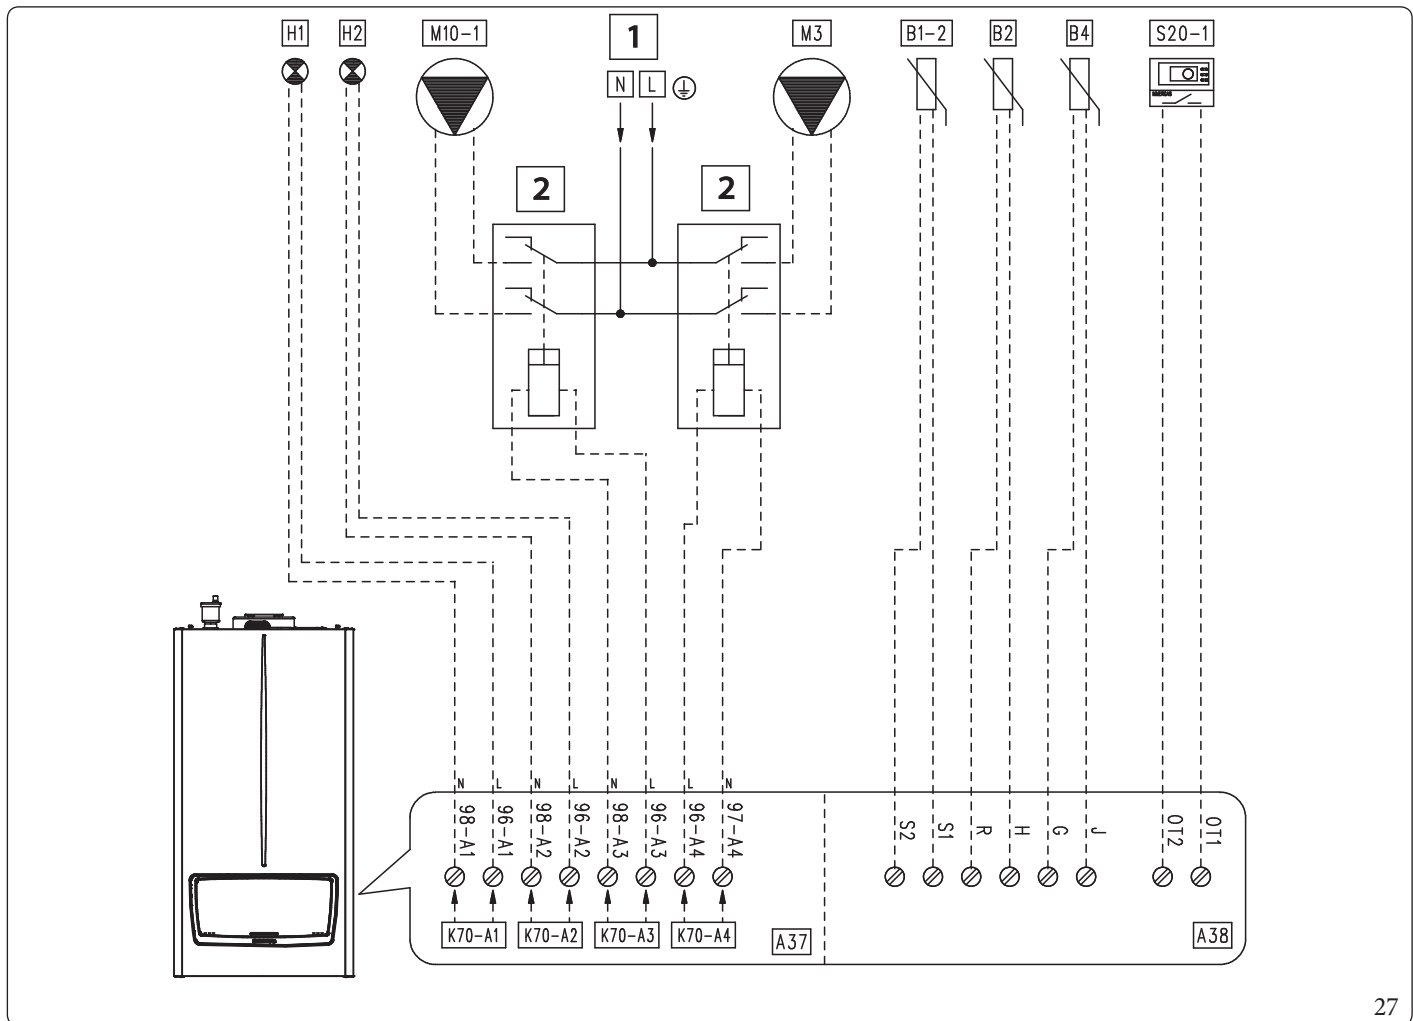 H1 H2 M10-1 1 M3 B1-2 B2 B4 S20-1
N L
IMMERGAS
2 2
N L N L N L L N
98-A1 96-A1 98-A2 96-A2 98-A3 96-A3 96-A4 97-A4 S2 S1 R H G J OT2 OT1
K70-A1 K70-A2 K70-A3 K70-A4 A37 A38
27